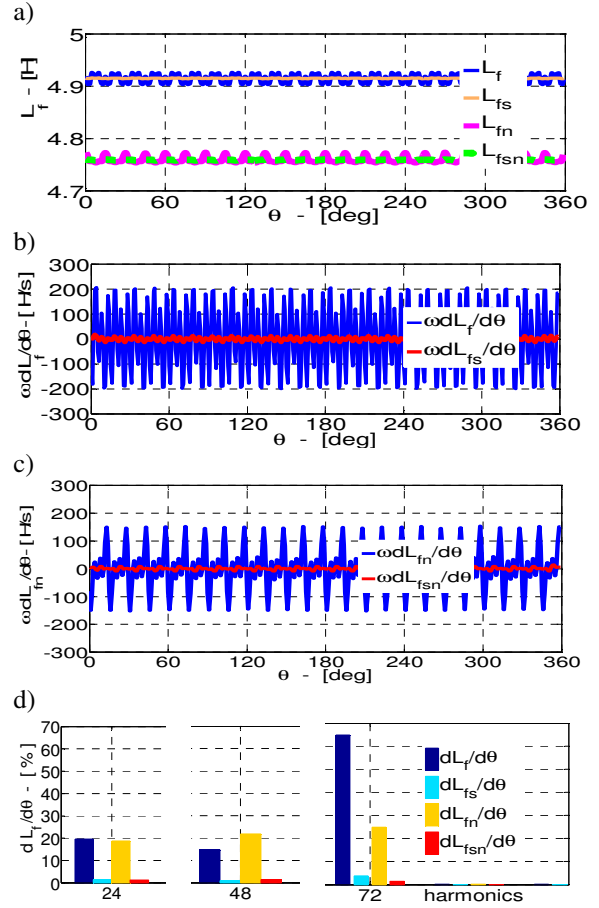 a)
5
4.9
4.8
4.7
L_f - [H
L_f
L_fs
L_fn
L_fsn
0 60 120 180 240 300 360
θ - [deg]
b)
300
200
100
0
-100
-200
-300
ωdL_f/dθ-[H/s]
ωdL_f/dθ
ωdL_fs/dθ
0 60 120 180 240 300 360
θ - [deg]
c)
300
200
100
0
-100
-200
-300
ωdL_fn/dθ-[H/s]
ωdL_fn/dθ
ωdL_fsn/dθ
0 60 120 180 240 300 360
θ - [deg]
d)
70
60
50
40
30
20
10
0
dL_f/dθ - [%]
dL_f/dθ
dL_fs/dθ
dL_fn/dθ
dL_fsn/dθ
24 48 72 harmonics